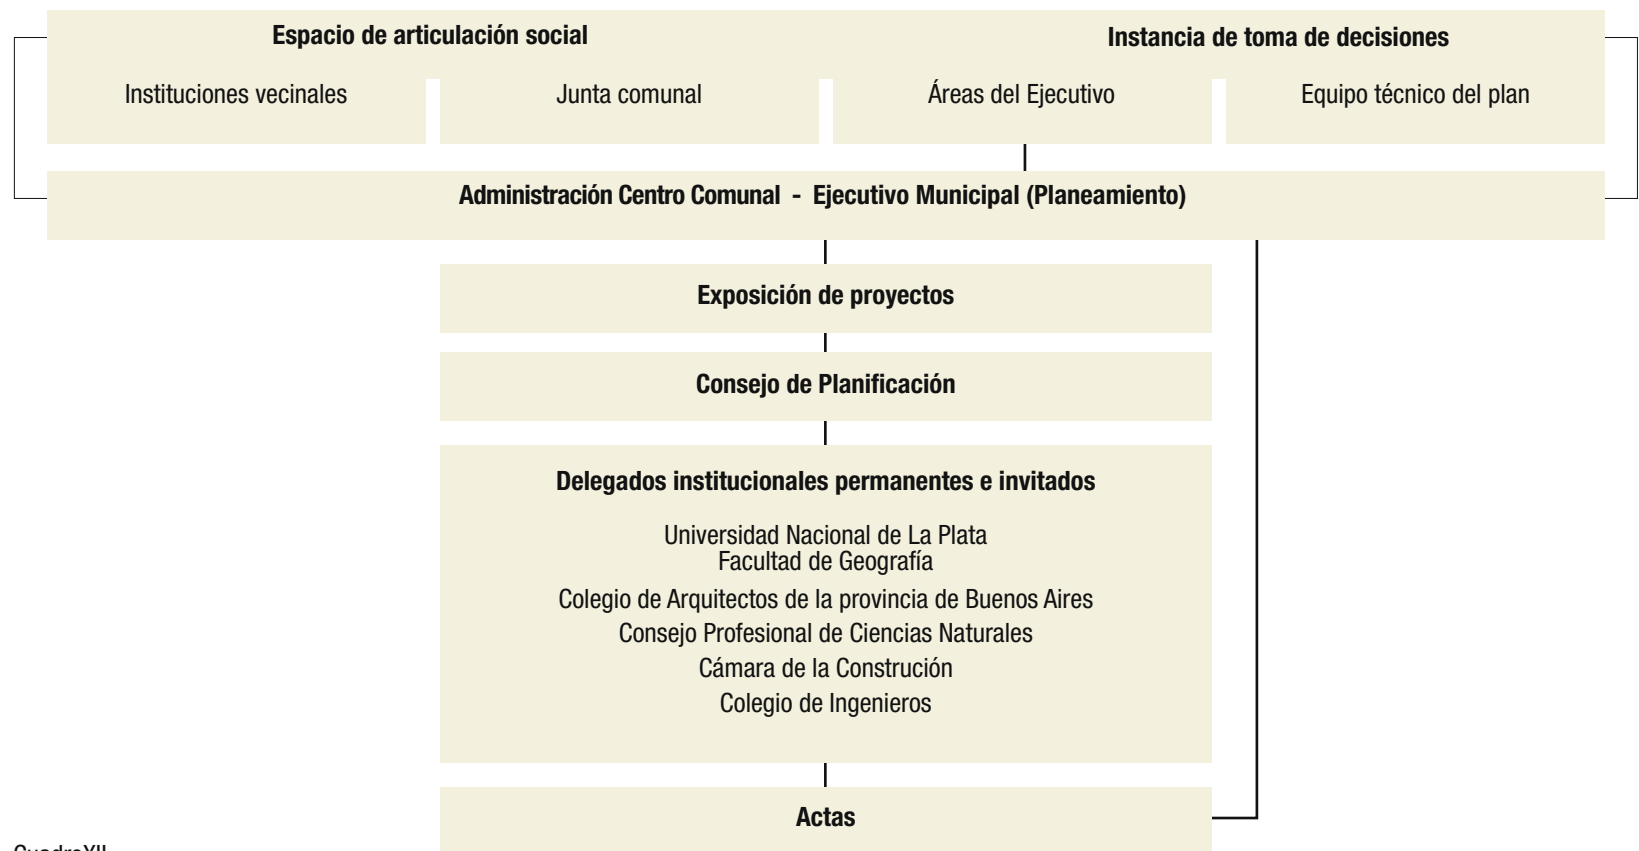 Espacio de articulación social
Instancia de toma de decisiones
Instituciones vecinales
Junta comunal
Áreas del Ejecutivo
Equipo técnico del plan
Administración Centro Comunal - Ejecutivo Municipal (Planeamiento)
Exposición de proyectos
Consejo de Planificación
Delegados institucionales permanentes e invitados
Universidad Nacional de La Plata
Facultad de Geografía
Colegio de Arquitectos de la provincia de Buenos Aires
Consejo Profesional de Ciencias Naturales
Cámara de la Construción
Colegio de Ingenieros
Actas